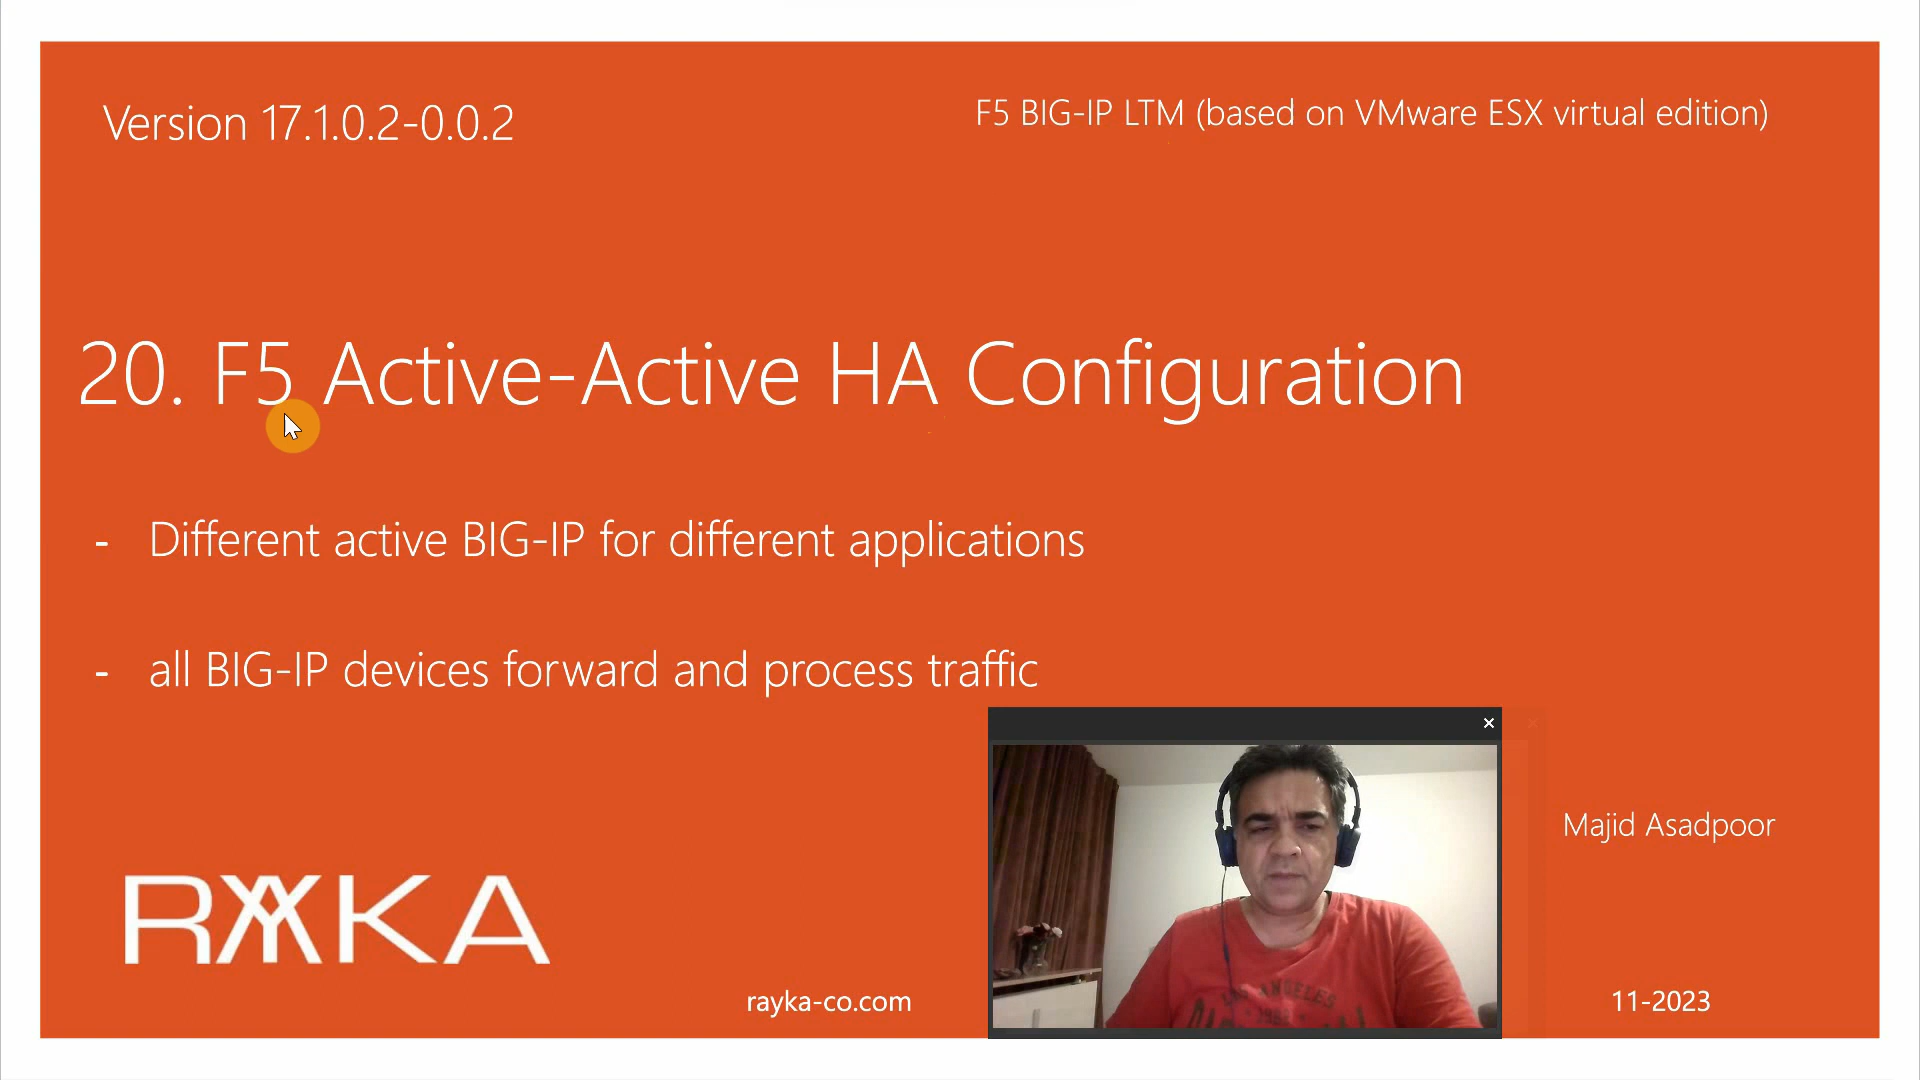 Version 17.1.0.2-0.0.2
F5 BIG-IP LTM (based on VMware ESX virtual edition)
20. F5 Active-Active HA Configuration
- Different active BIG-IP for different applications
- all BIG-IP devices forward and process traffic
Majid Asadpoor
RAYKA
rayka-co.com
LOS ANGELES
11-2023